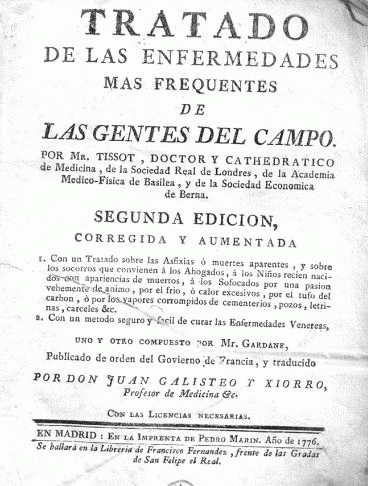 TRATADO
DE LAS ENFERMEDADES
MAS FREQUENTES
DE
LAS GENTES DEL CAMPO.
POR Mr. TISSOT, DOCTOR Y CATHEDRATICO
de Medicina, de la Sociedad Real de Londres, de la Academia
Medico-Fisica de Basilea, y de la Sociedad Economica
de Berna.
SEGUNDA EDICION,
CORREGIDA Y AUMENTADA
1. Con un Tratado sobre las Asfixias ò muertes aparentes, y sobre
los socorros que convienen à los Ahogados, à los Niños recien naci-
dos con apariencias de muertos, à los Sofocados por una pasion
vehemente de animo, por el frio, ò calor excesivos, por el tufo del
carbon, ò por los vapores corrompidos de cementerios, pozos, letri-
nas, carceles &c.
2. Con un metodo seguro y facil de curar las Enfermedades Venereas,
UNO Y OTRO COMPUESTO POR Mr. GARDANE,
Publicado de orden del Govierno de Francia, y traducido
POR DON JUAN GALISTEO Y XIORRO,
Profesor de Medicina &c.
CON LAS LICENCIAS NECESARIAS.
EN MADRID: EN LA IMPRENTA DE PEDRO MARIN. Año de 1776.
Se hallará en la Libreria de Francisco Fernandez, frente de las Gradas
de San Felipe el Real.